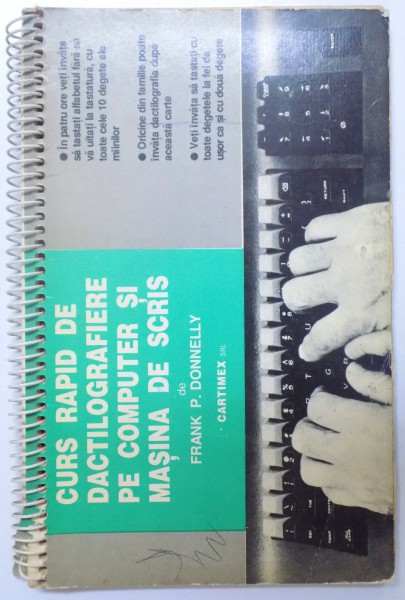 ● În patru ore veți învăța
să tastați alfabetul fără să
vă uitați la tastatură, cu
toate cele 10 degete ale
mîinilor
● Oricine din familie poate
învăța dactilografia după
această carte
● Veți învăța să tastați cu
toate degetele la fel de
ușor ca și cu două degete
CURS RAPID DE
DACTILOGRAFIERE
PE COMPUTER ȘI
MAȘINA DE SCRIS
de
FRANK P. DONNELLY
CARTIMEX SRL